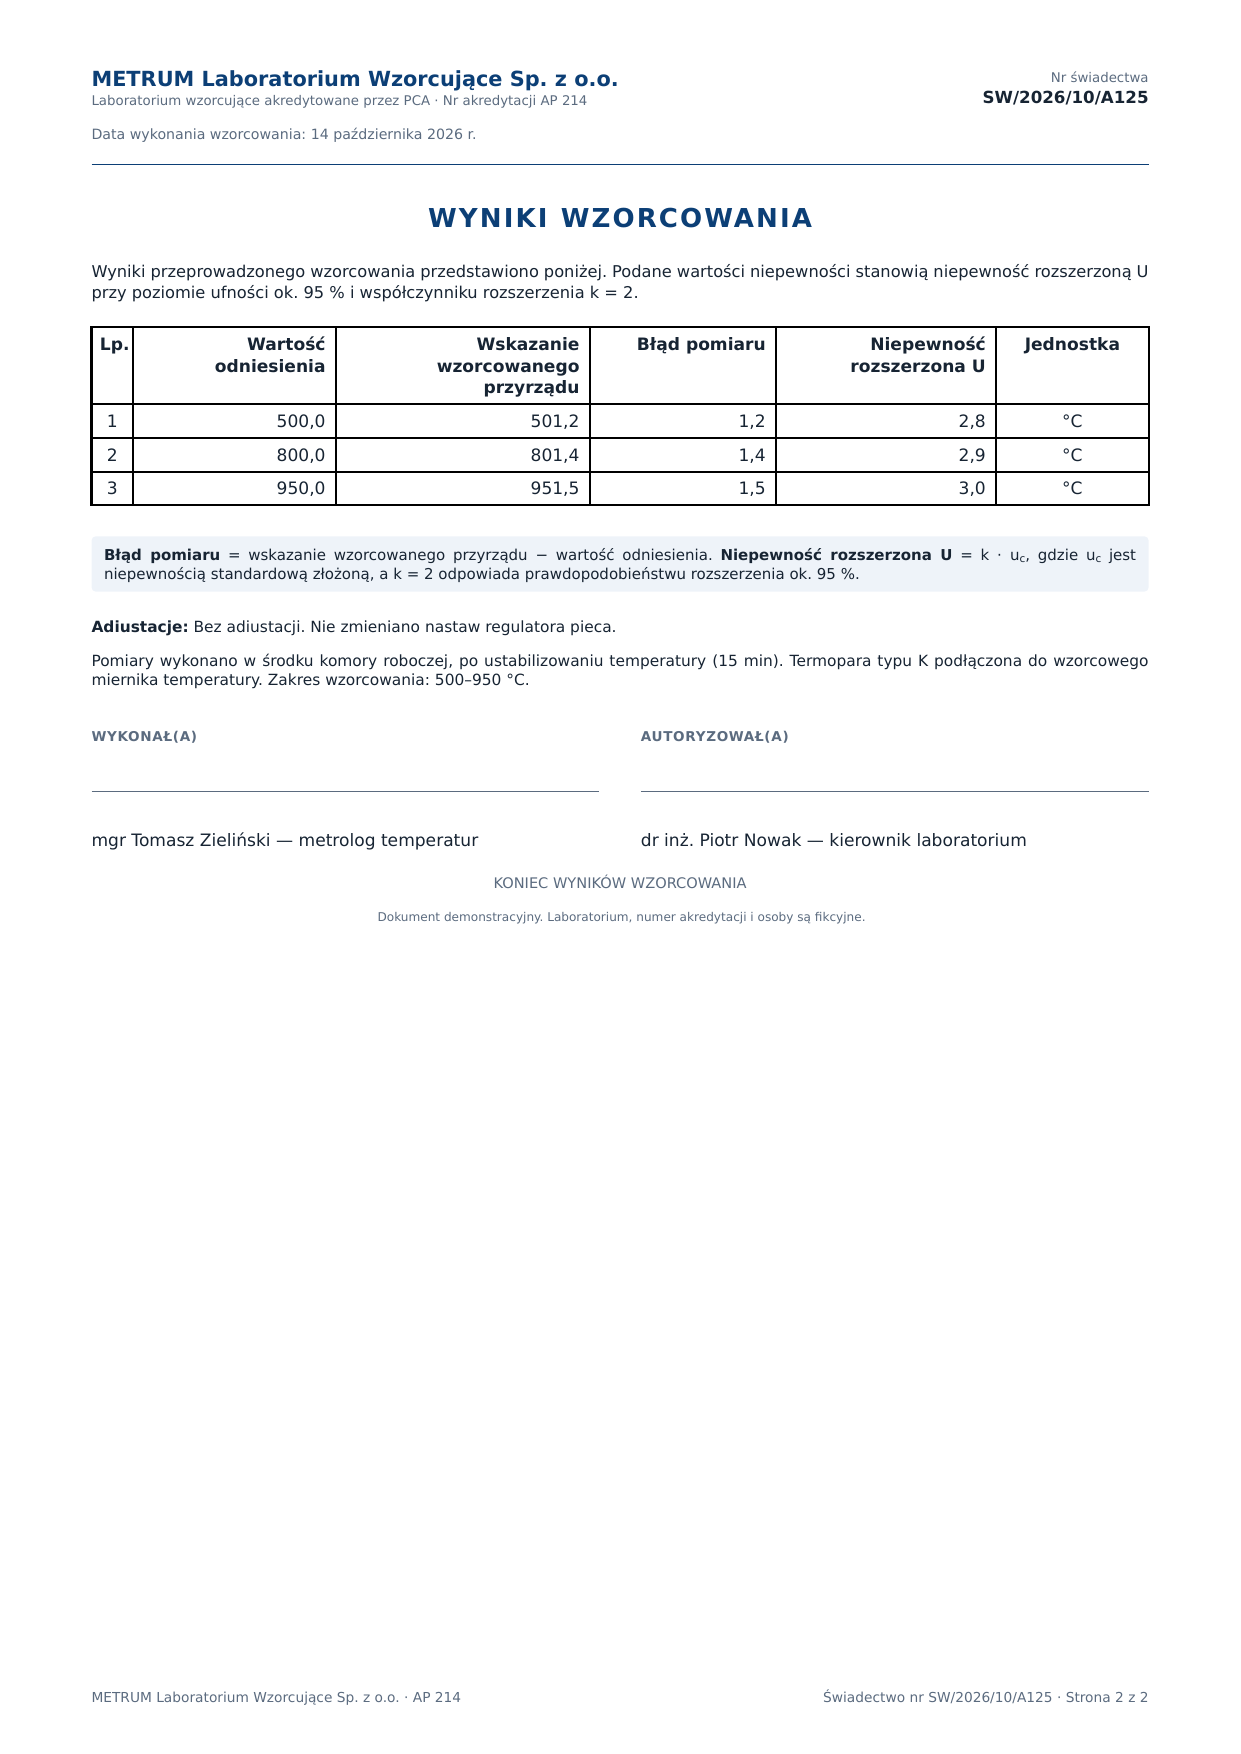 METRUM Laboratorium Wzorcujące Sp. z o.o.
Laboratorium wzorcujące akredytowane przez PCA · Nr akredytacji AP 214
Data wykonania wzorcowania: 14 października 2026 r.
Nr świadectwa
SW/2026/10/A125
WYNIKI WZORCOWANIA
Wyniki przeprowadzonego wzorcowania przedstawiono poniżej. Podane wartości niepewności stanowią niepewność rozszerzoną U
przy poziomie ufności ok. 95 % i współczynniku rozszerzenia k = 2.
Lp. Wartość odniesienia Wskazanie wzorcowanego przyrządu Błąd pomiaru Niepewność rozszerzona U Jednostka
1 500,0 501,2 1,2 2,8 °C
2 800,0 801,4 1,4 2,9 °C
3 950,0 951,5 1,5 3,0 °C
Błąd pomiaru = wskazanie wzorcowanego przyrządu − wartość odniesienia. Niepewność rozszerzona U = k · uc, gdzie uc jest
niepewnością standardową złożoną, a k = 2 odpowiada prawdopodobieństwu rozszerzenia ok. 95 %.
Adiustacje: Bez adiustacji. Nie zmieniano nastaw regulatora pieca.
Pomiary wykonano w środku komory roboczej, po ustabilizowaniu temperatury (15 min). Termopara typu K podłączona do wzorcowego
miernika temperatury. Zakres wzorcowania: 500–950 °C.
WYKONAŁ(A)
mgr Tomasz Zieliński — metrolog temperatur
AUTORYZOWAŁ(A)
dr inż. Piotr Nowak — kierownik laboratorium
KONIEC WYNIKÓW WZORCOWANIA
Dokument demonstracyjny. Laboratorium, numer akredytacji i osoby są fikcyjne.
METRUM Laboratorium Wzorcujące Sp. z o.o. · AP 214
Świadectwo nr SW/2026/10/A125 · Strona 2 z 2